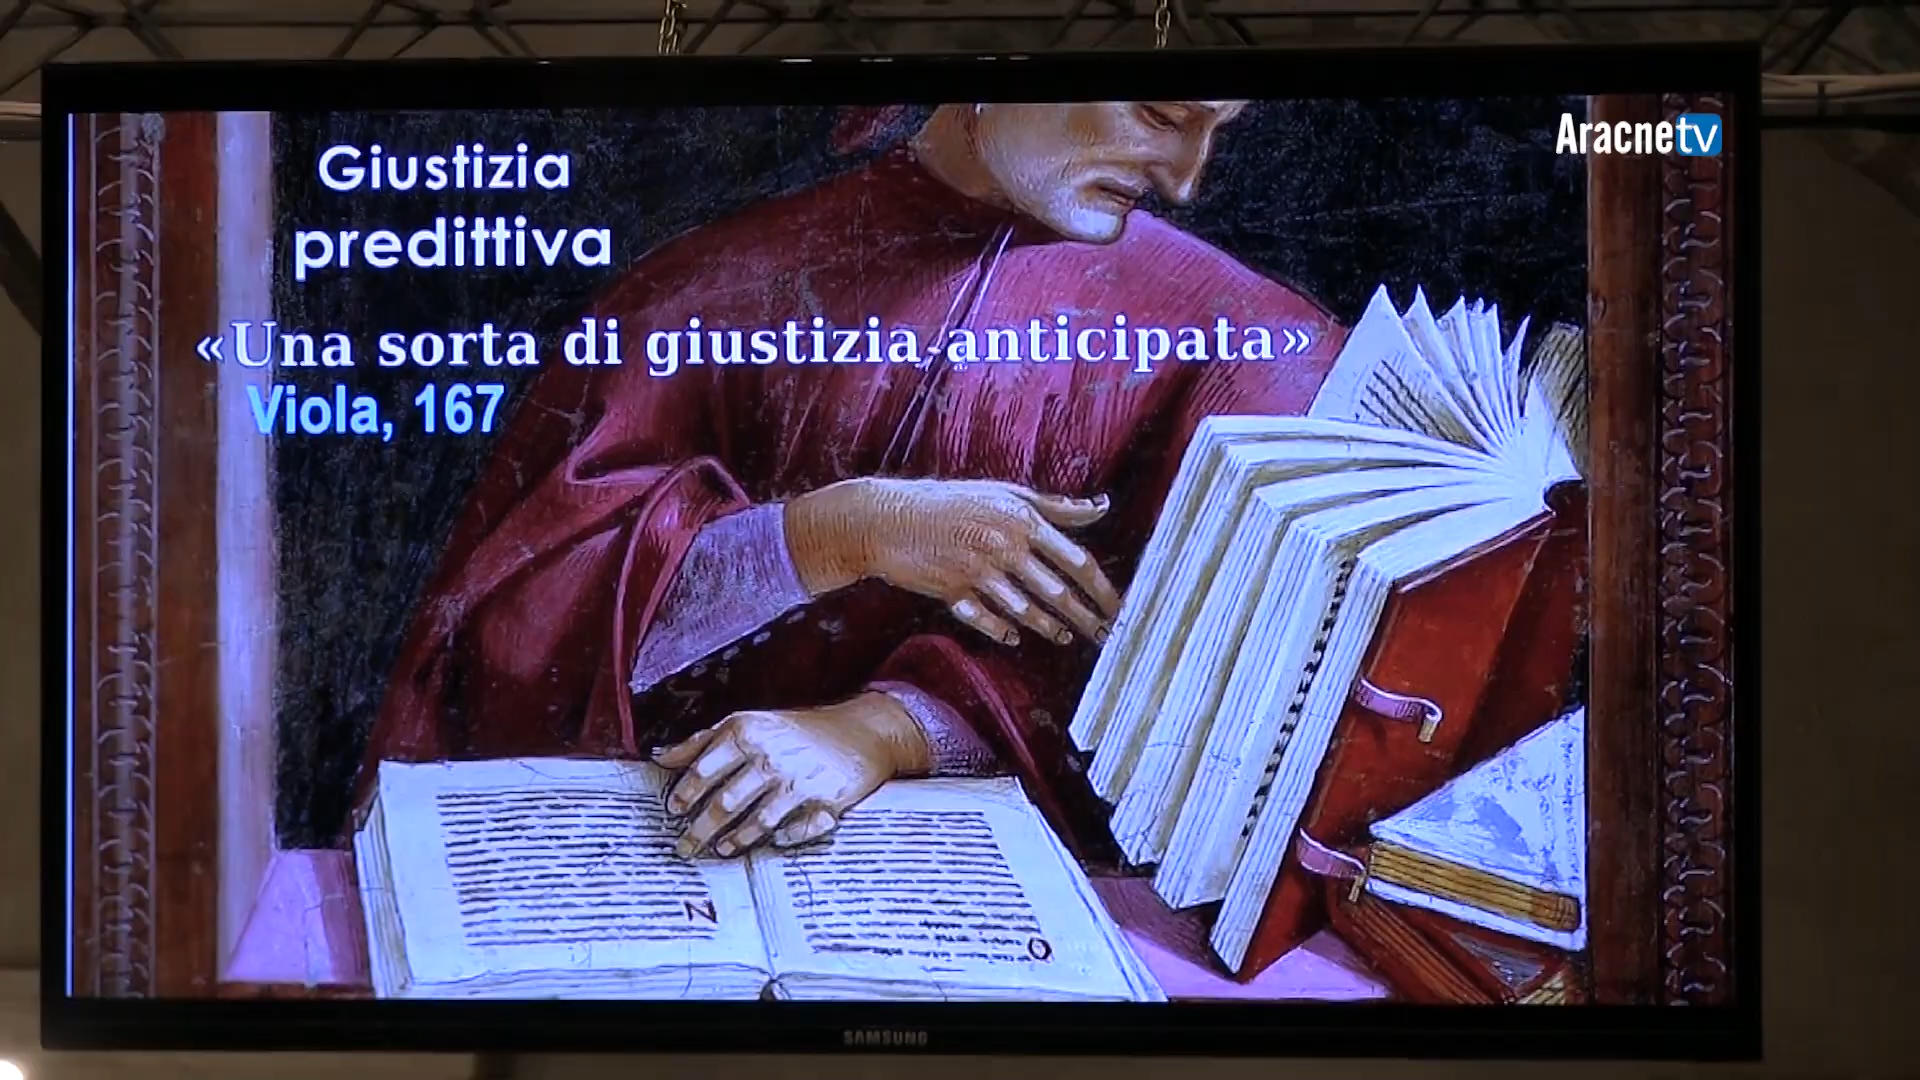 Aracnetv
Giustizia
predittiva
«Una sorta di giustizia anticipata»
Viola, 167
Z
O
SAMSUNG